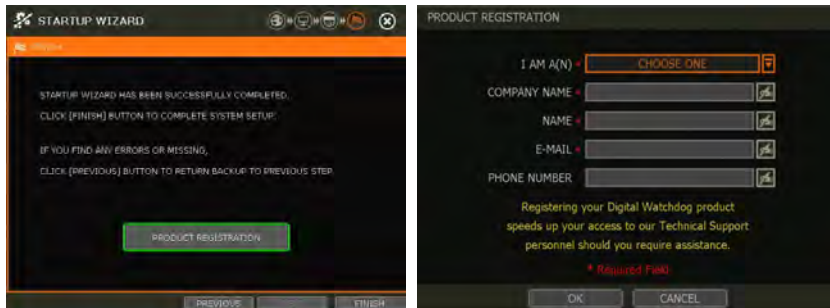 STARTUP WIZARD
STARTUP WIZARD HAS BEEN SUCCESSFULLY COMPLETED.
CLICK [FINISH] BUTTON TO COMPLETE SYSTEM SETUP.
IF YOU FIND ANY ERRORS OR MISSING,
CLICK [PREVIOUS] BUTTON TO RETURN BACKUP TO PREVIOUS STEP.
PRODUCT REGISTRATION
PREVIOUS
FINISH
PRODUCT REGISTRATION
I AM A(N) * CHOOSE ONE
COMPANY NAME *
NAME *
E-MAIL *
PHONE NUMBER
Registering your Digital Watchdog product
speeds up your access to our Technical Support
personnel should you require assistance.
* Required Field
OK CANCEL